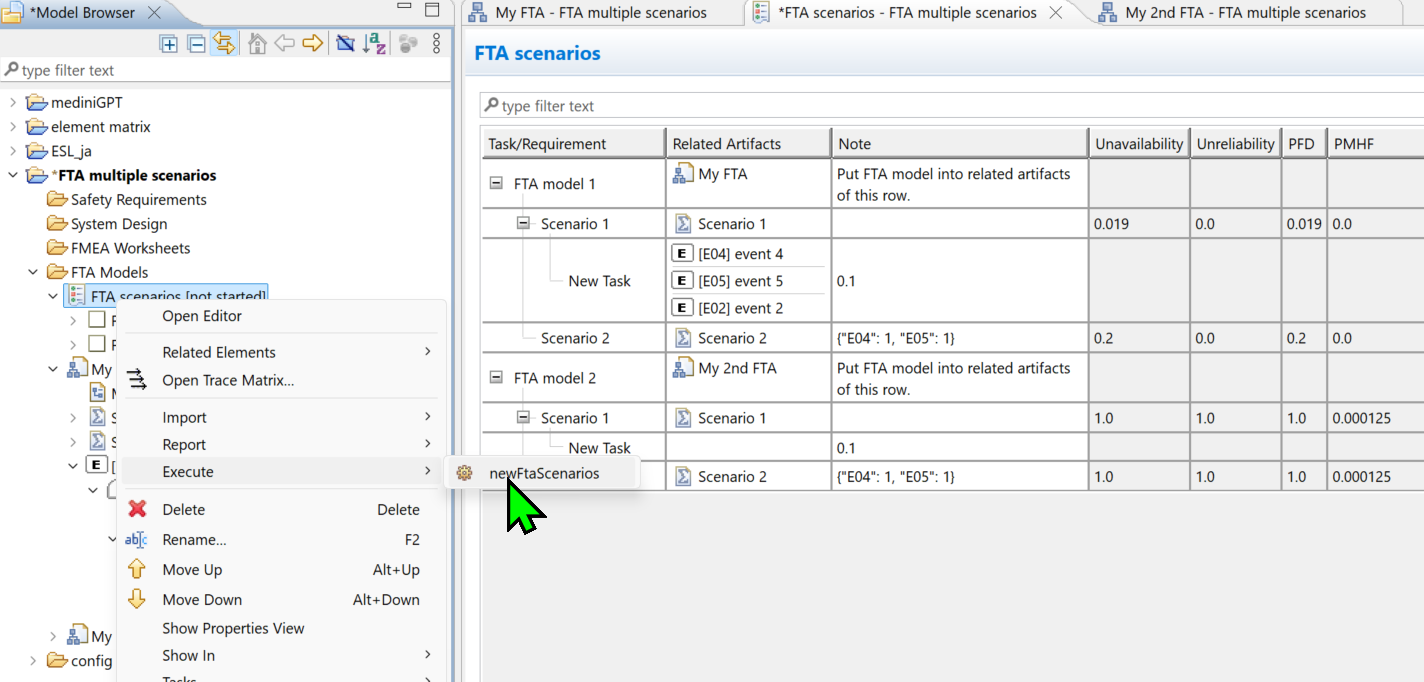 *Model Browser
My FTA - FTA multiple scenarios
*FTA scenarios - FTA multiple scenarios
My 2nd FTA - FTA multiple scenarios
type filter text
mediniGPT
element matrix
ESL_ja
*FTA multiple scenarios
Safety Requirements
System Design
FMEA Worksheets
FTA Models
FTA scenarios [not started]
My
E [
My
config
Open Editor
Related Elements
Open Trace Matrix...
Import
Report
Execute
newFtaScenarios
Delete Delete
Rename... F2
Move Up Alt+Up
Move Down Alt+Down
Show Properties View
Show In
Tasks
FTA scenarios
type filter text
Task/Requirement Related Artifacts Note Unavailability Unreliability PFD PMHF
FTA model 1 My FTA Put FTA model into related artifacts
of this row.
Scenario 1 Scenario 1 0.019 0.0 0.019 0.0
E [E04] event 4
New Task E [E05] event 5 0.1
E [E02] event 2
Scenario 2 Scenario 2 {"E04": 1, "E05": 1} 0.2 0.0 0.2 0.0
FTA model 2 My 2nd FTA Put FTA model into related artifacts
of this row.
Scenario 1 Scenario 1 1.0 1.0 1.0 0.000125
New Task 0.1
Scenario 2 {"E04": 1, "E05": 1} 1.0 1.0 1.0 0.000125